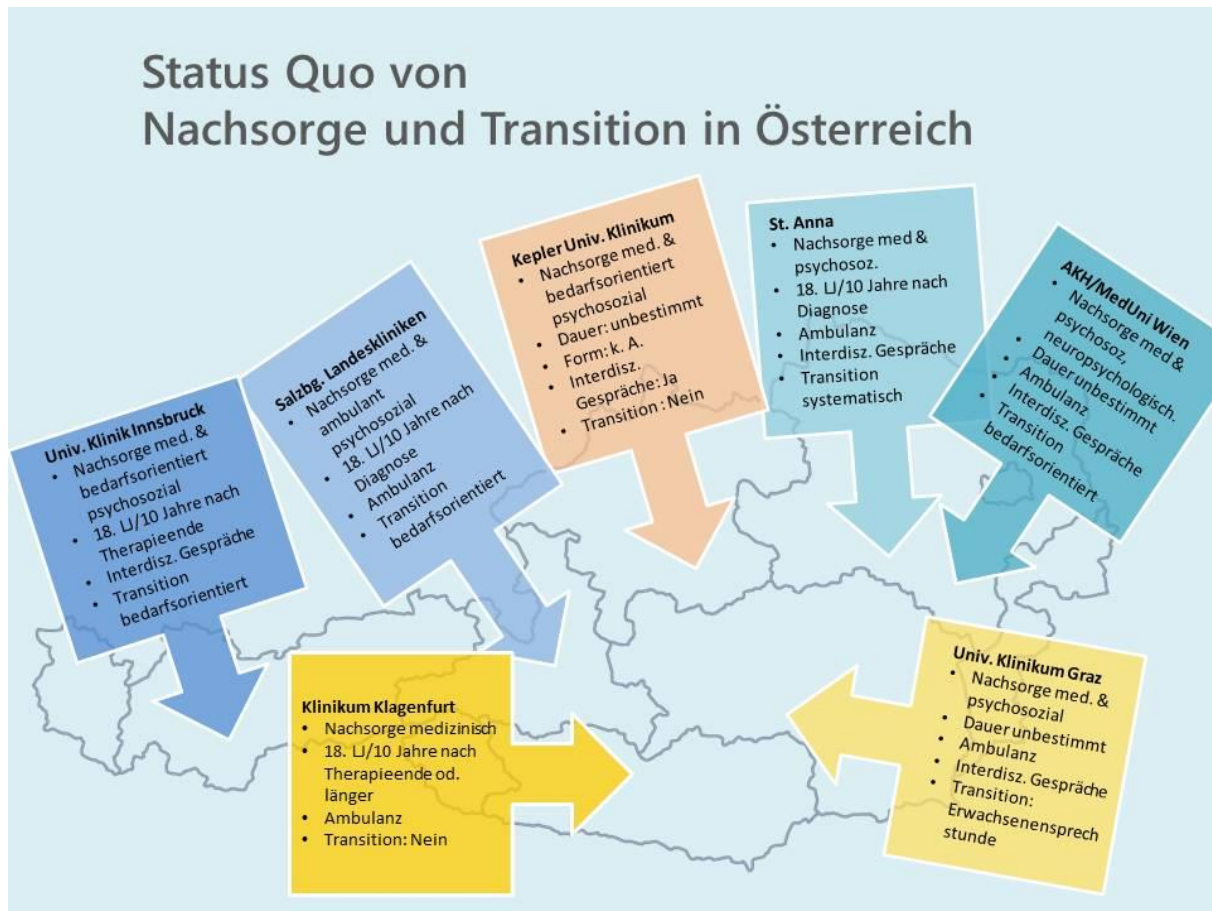 Status Quo von
Nachsorge und Transition in Österreich
Univ. Klinik Innsbruck
• Nachsorge med. &
bedarfsorientiert
psychosozial
• 18. LJ/10 Jahre nach
Therapieende
• Interdisz. Gespräche
• Transition
bedarfsorientiert
Salzbg. Landeskliniken
• Nachsorge med. &
ambulant
psychosozial
• 18. LJ/10 Jahre nach
Diagnose
• Ambulanz
• Transition
bedarfsorientiert
Kepler Univ. Klinikum
• Nachsorge med. &
bedarfsorientiert
psychosozial
• Dauer: unbestimmt
• Form: k. A.
• Interdisz.
Gespräche: Ja
• Transition : Nein
St. Anna
• Nachsorge med &
psychosoz.
• 18. LJ/10 Jahre nach
Diagnose
• Ambulanz
• Interdisz. Gespräche
• Transition
systematisch
AKH/MedUni Wien
• Nachsorge med &
psychosoz,
neuropsychologisch.
• Dauer unbestimmt
• Ambulanz
• Interdisz. Gespräche
• Transition
bedarfsorientiert
Klinikum Klagenfurt
• Nachsorge medizinisch
• 18. LJ/10 Jahre nach
Therapieende od.
länger
• Ambulanz
• Transition: Nein
Univ. Klinikum Graz
• Nachsorge med. &
psychosozial
• Dauer unbestimmt
• Ambulanz
• Interdisz. Gespräche
• Transition:
Erwachsenensprech
stunde